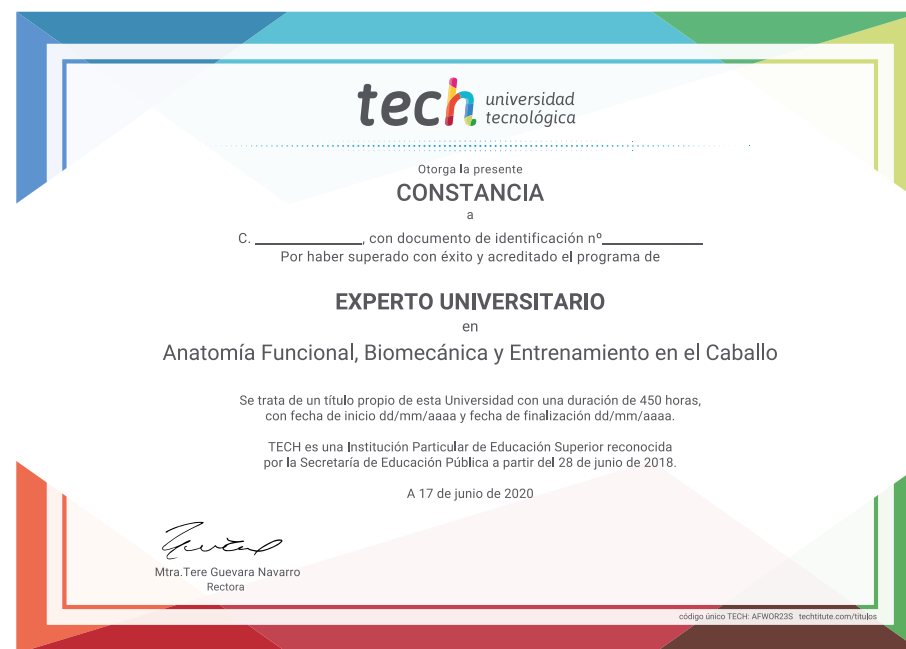 tech universidad
tecnológica
Otorga la presente
CONSTANCIA
a
C. ____________, con documento de identificación nº____________
Por haber superado con éxito y acreditado el programa de
EXPERTO UNIVERSITARIO
en
Anatomía Funcional, Biomecánica y Entrenamiento en el Caballo
Se trata de un título propio de esta Universidad con una duración de 450 horas,
con fecha de inicio dd/mm/aaaa y fecha de finalización dd/mm/aaaa.
TECH es una Institución Particular de Educación Superior reconocida
por la Secretaría de Educación Pública a partir del 28 de junio de 2018.
A 17 de junio de 2020
Mtra.Tere Guevara Navarro
Rectora
código único TECH: AFWOR23S techtitute.com/titulos